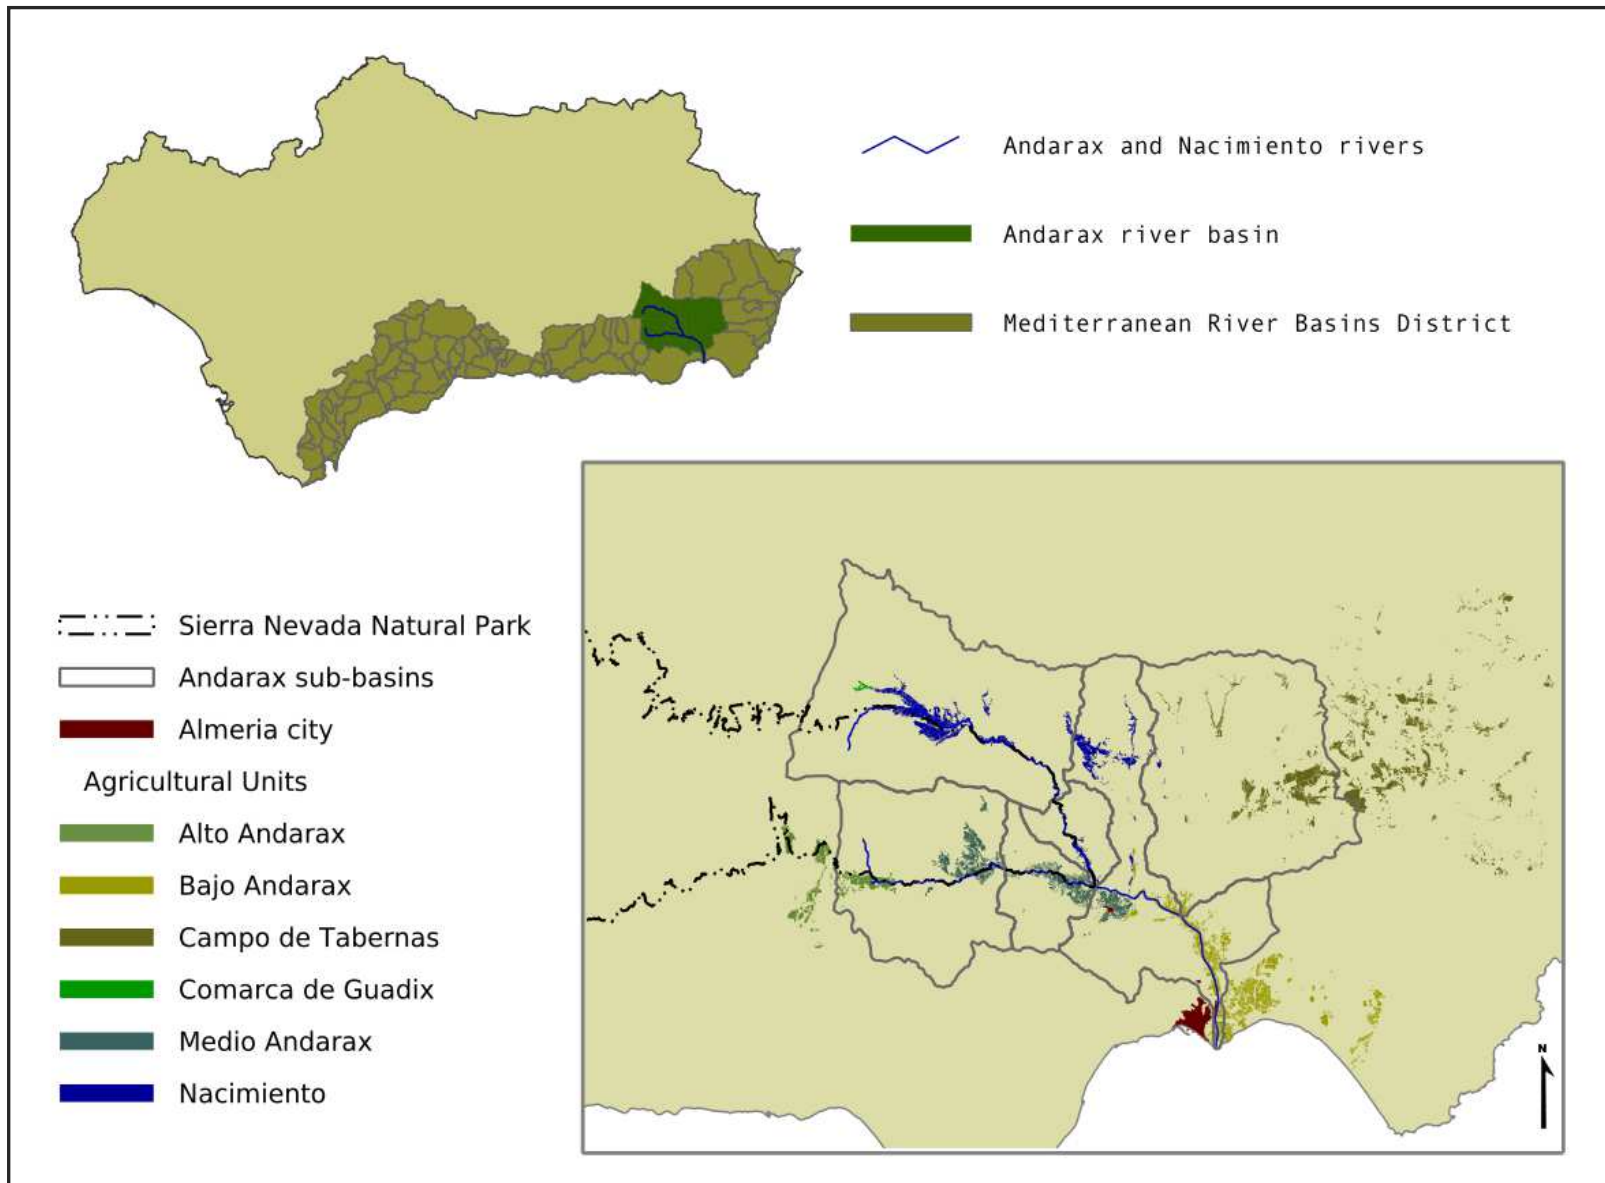 Andarax and Nacimiento rivers
Andarax river basin
Mediterranean River Basins District
Sierra Nevada Natural Park
Andarax sub-basins
Almeria city
Agricultural Units
Alto Andarax
Bajo Andarax
Campo de Tabernas
Comarca de Guadix
Medio Andarax
Nacimiento
N